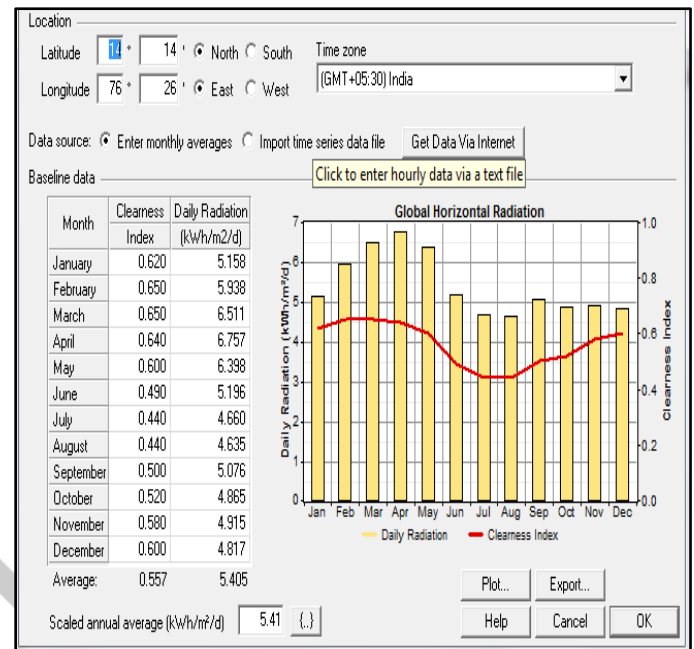 Location
Latitude 14 ° 14 ' North South Time zone
Longitude 76 ° 26 ' East West (GMT+05:30) India
Data source: Enter monthly averages Import time series data file Get Data Via Internet
Click to enter hourly data via a text file
Baseline data
Month Clearness Daily Radiation
Index (kWh/m2/d)
January 0.620 5.158
February 0.650 5.938
March 0.650 6.511
April 0.640 6.757
May 0.600 6.398
June 0.490 5.196
July 0.440 4.660
August 0.440 4.635
September 0.500 5.076
October 0.520 4.865
November 0.580 4.915
December 0.600 4.817
Average: 0.557 5.405
Scaled annual average (kWh/m²/d) 5.41 {..}
Global Horizontal Radiation
Daily Radiation (kWh/m²/d)
7
6
5
4
3
2
1
0
1.0
0.8
0.6
0.4
0.2
0.0
Clearness Index
Jan Feb Mar Apr May Jun Jul Aug Sep Oct Nov Dec
Daily Radiation Clearness Index
Plot... Export...
Help Cancel OK